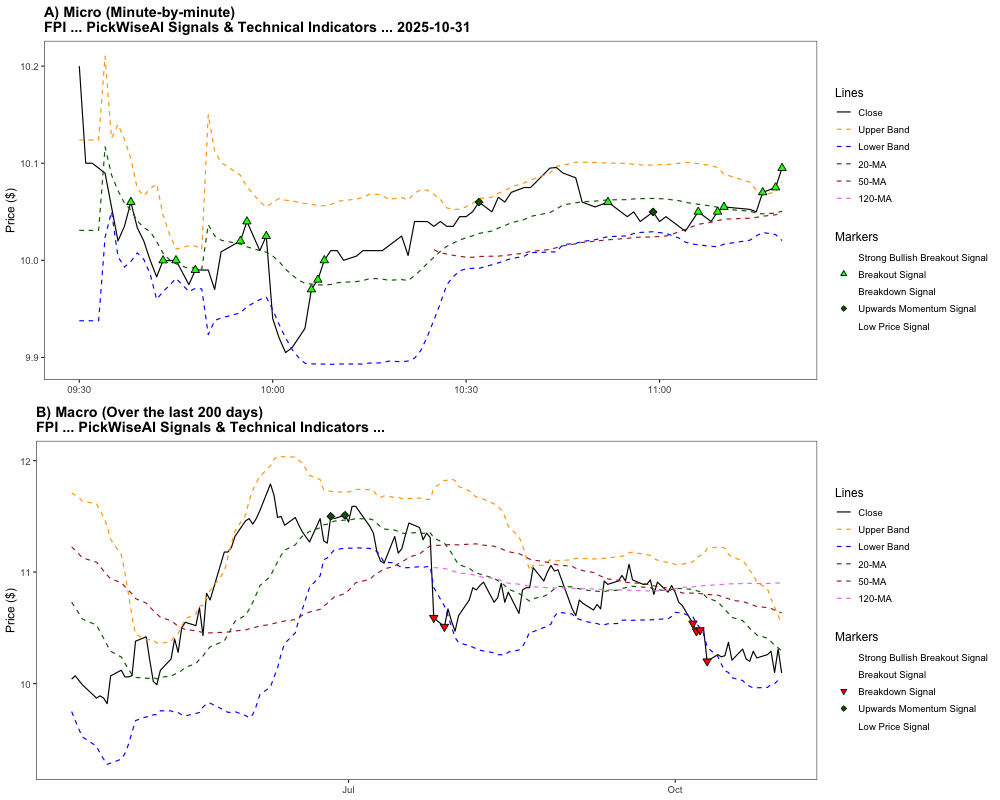 A) Micro (Minute-by-minute)
FPI ... PickWiseAI Signals & Technical Indicators ... 2025-10-31
10.2
10.1
10.0
9.9
Price ($)
09:30
10:00
10:30
11:00
Lines
Close
Upper Band
Lower Band
20-MA
50-MA
120-MA
Markers
Strong Bullish Breakout Signal
Breakout Signal
Breakdown Signal
Upwards Momentum Signal
Low Price Signal
B) Macro (Over the last 200 days)
FPI ... PickWiseAI Signals & Technical Indicators ...
12
11
10
Price ($)
Jul
Oct
Lines
Close
Upper Band
Lower Band
20-MA
50-MA
120-MA
Markers
Strong Bullish Breakout Signal
Breakout Signal
Breakdown Signal
Upwards Momentum Signal
Low Price Signal